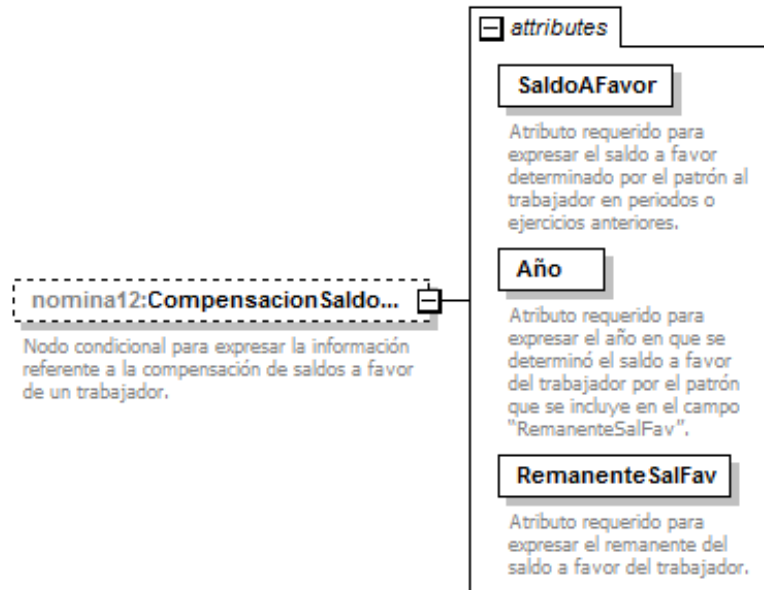 attributes
SaldoAFavor
Atributo requerido para
expresar el saldo a favor
determinado por el patrón al
trabajador en periodos o
ejercicios anteriores.
Año
Atributo requerido para
expresar el año en que se
determinó el saldo a favor
del trabajador por el patrón
que se incluye en el campo
“RemanenteSalFav”.
RemanenteSalFav
Atributo requerido para
expresar el remanente del
saldo a favor del trabajador.
nomina12:CompensacionSaldo...
Nodo condicional para expresar la información
referente a la compensación de saldos a favor
de un trabajador.